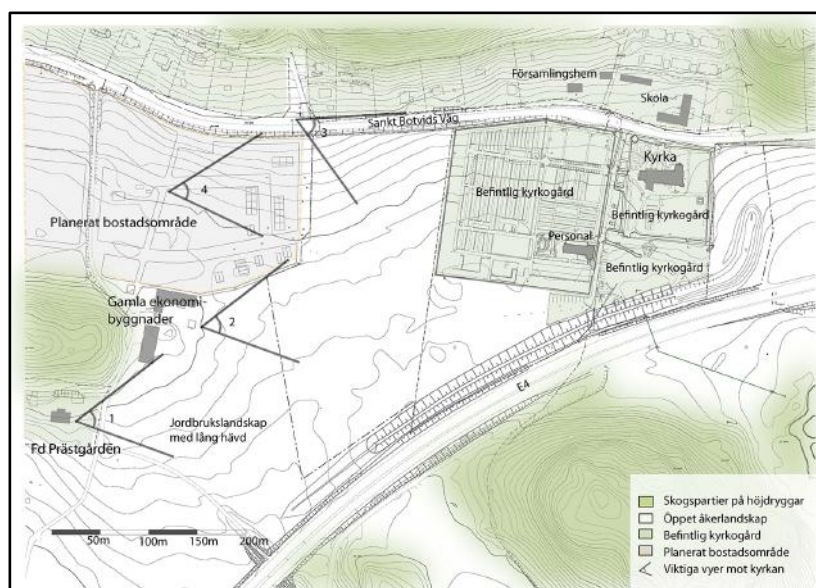 Församlingshem
Skola
Sankt Botvids Väg
3
Kyrka
4
Befintlig kyrkogård
Befintlig kyrkogård
Planerat bostadsområde
Personal
Befintlig kyrkogård
Gamla ekonomi-
byggnader
2
E4
1
Jordbrukslandskap
med lång hävd
Fd Prästgården
Skogspartier på höjdryggar
Öppet åkerlandskap
Befintlig kyrkogård
Planerat bostadsområde
Viktiga vyer mot kyrkan
50m 100m 150m 200m